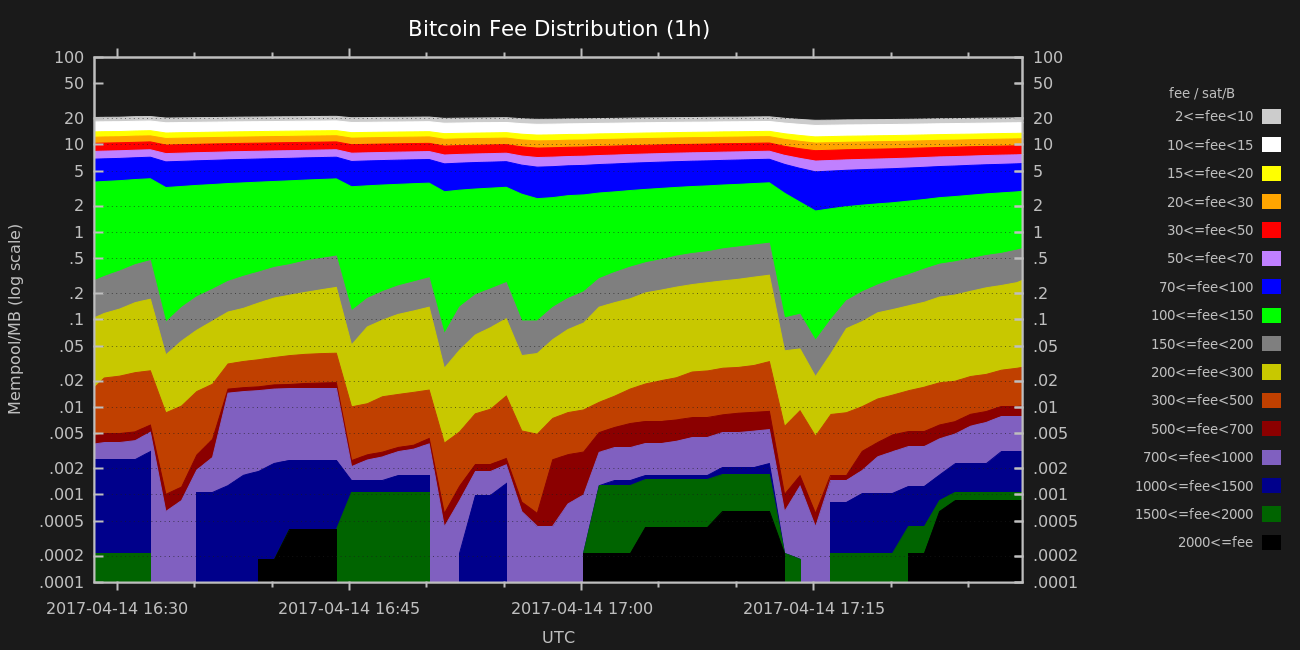 Bitcoin Fee Distribution (1h)
Mempool/MB (log scale)
100
50
20
10
5
2
1
.5
.2
.1
.05
.02
.01
.005
.002
.001
.0005
.0002
.0001
100
50
20
10
5
2
1
.5
.2
.1
.05
.02
.01
.005
.002
.001
.0005
.0002
.0001
2017-04-14 16:30
2017-04-14 16:45
2017-04-14 17:00
2017-04-14 17:15
UTC
fee / sat/B
2<=fee<10
10<=fee<15
15<=fee<20
20<=fee<30
30<=fee<50
50<=fee<70
70<=fee<100
100<=fee<150
150<=fee<200
200<=fee<300
300<=fee<500
500<=fee<700
700<=fee<1000
1000<=fee<1500
1500<=fee<2000
2000<=fee